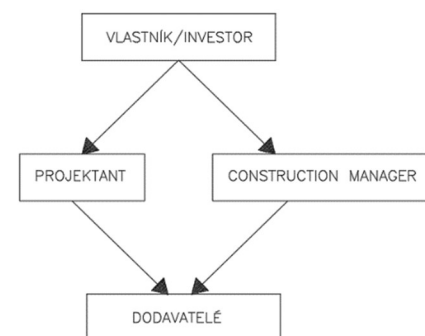 VLASTNÍK/INVESTOR
PROJEKTANT
CONSTRUCTION MANAGER
DODAVATELÉ